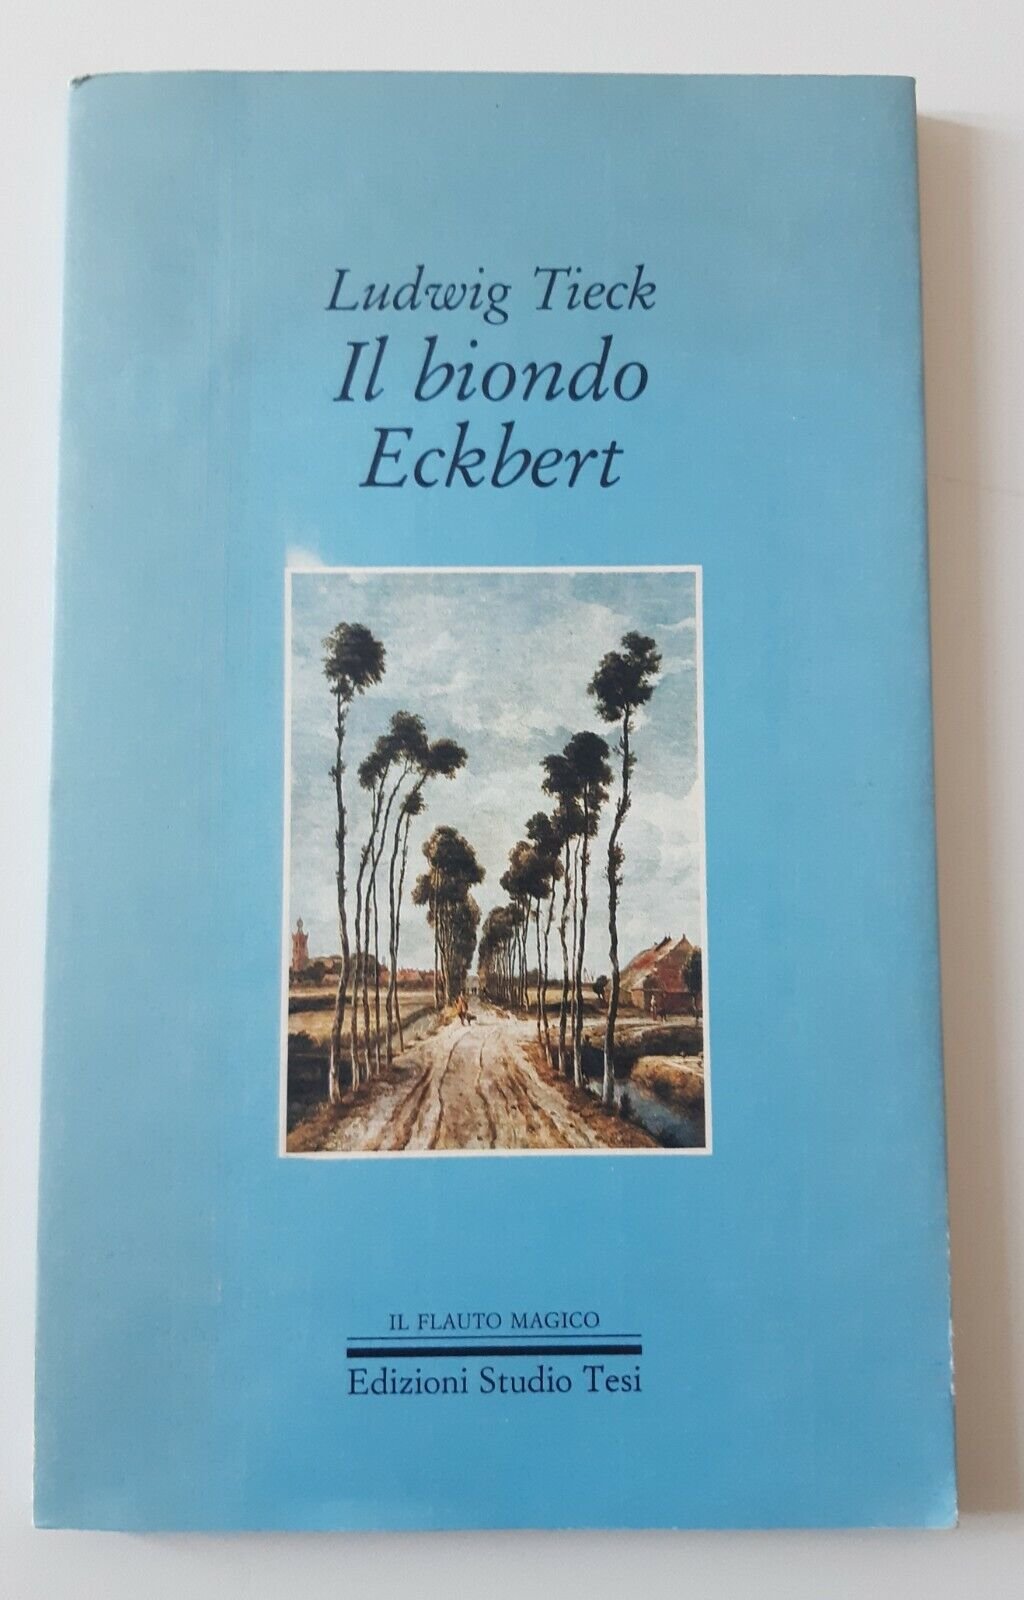 Ludwig Tieck
Il biondo
Eckbert
IL FLAUTO MAGICO
Edizioni Studio Tesi